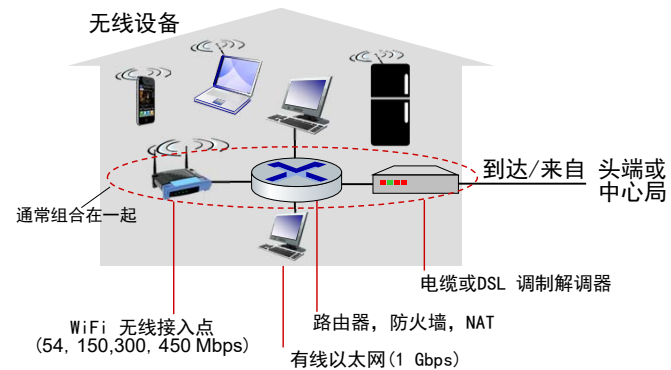 无线设备
到达/来自 头端或
中心局
通常组合在一起
电缆或DSL 调制解调器
WiFi 无线接入点
(54, 150,300, 450 Mbps)
路由器，防火墙，NAT
有线以太网(1 Gbps)